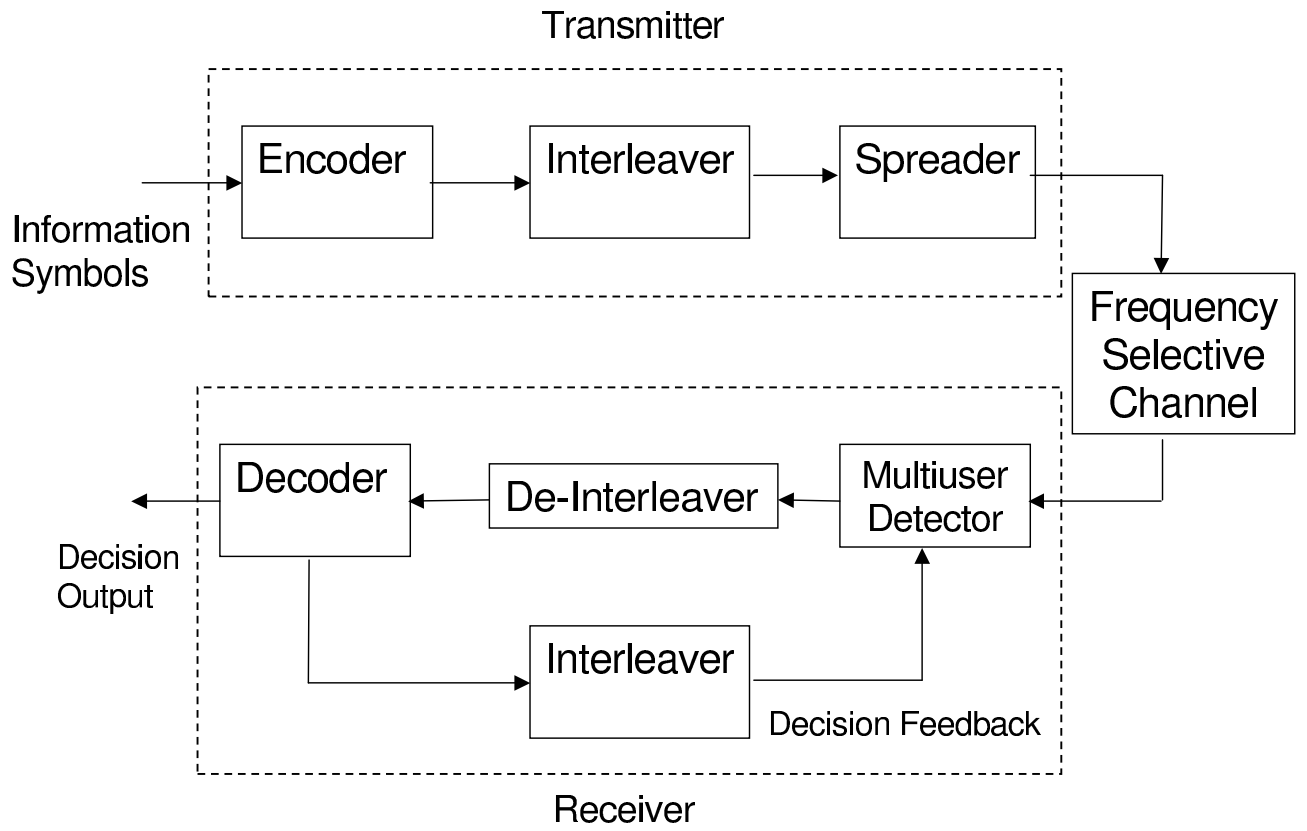 Transmitter
Encoder
Interleaver
Spreader
Information
Symbols
Frequency
Selective
Channel
Decoder
De-Interleaver
Multiuser
Detector
Decision
Output
Interleaver
Decision Feedback
Receiver